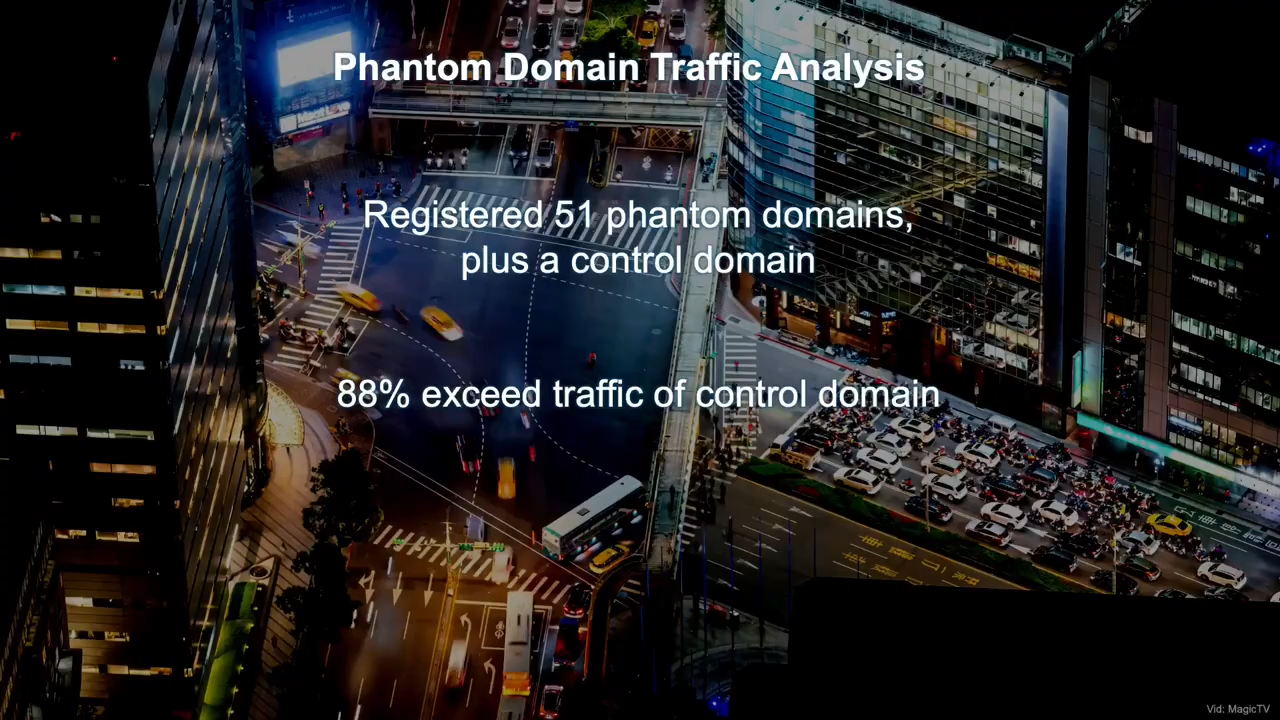 Phantom Domain Traffic Analysis
Registered 51 phantom domains,
plus a control domain
88% exceed traffic of control domain
Vid: MagicTV